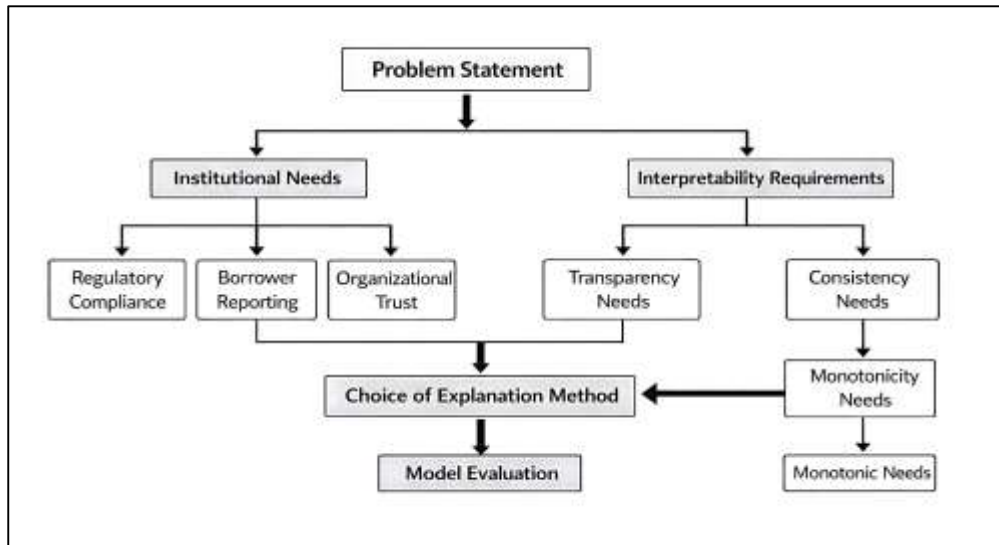 Problem Statement
Institutional Needs
Interpretability Requirements
Regulatory
Compliance
Borrower
Reporting
Organizational
Trust
Transparency
Needs
Consistency
Needs
Choice of Explanation Method
Monotonicity
Needs
Model Evaluation
Monotonic Needs